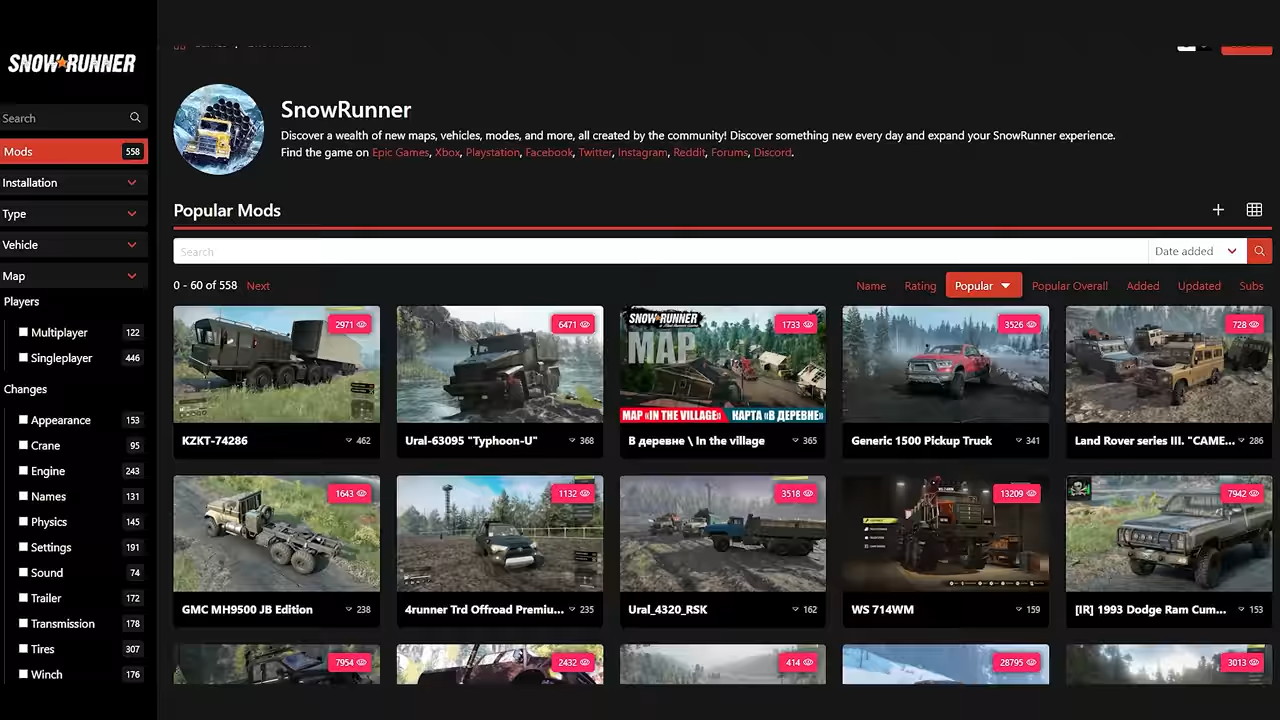 SNOW RUNNER
Search
Mods 558
Installation
Type
Vehicle
Map
Players
Multiplayer 122
Singleplayer 446
Changes
Appearance 153
Crane 95
Engine 243
Names 131
Physics 145
Settings 191
Sound 74
Trailer 172
Transmission 178
Tires 307
Winch 176
SnowRunner
Discover a wealth of new maps, vehicles, modes, and more, all created by the community! Discover something new every day and expand your SnowRunner experience.
Find the game on Epic Games, Xbox, Playstation, Facebook, Twitter, Instagram, Reddit, Forums, Discord.
Popular Mods
Search Date added
0 - 60 of 558 Next Name Rating Popular Popular Overall Added Updated Subs
2971 6471 1733 3526 728
SNOW RUNNER
MAP
MAP «IN THE VILLAGE» КАРТА «В ДЕРЕВНЕ»
KZKT-74286 462 Ural-63095 "Typhoon-U" 368 В деревне \ In the village 365 Generic 1500 Pickup Truck 341 Land Rover series III. "CAME... 286
1643 1132 3518 13209 7942
GMC MH9500 JB Edition 238 4runner Trd Offroad Premiu... 235 Ural_4320_RSK 162 WS 714WM 159 [IR] 1993 Dodge Ram Cum... 153
7954 2432 414 28795 3013